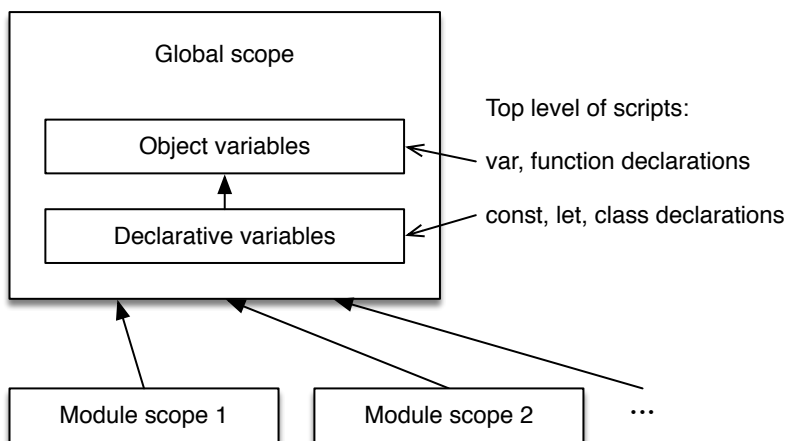 Global scope
Top level of scripts:
Object variables
var, function declarations
const, let, class declarations
Declarative variables
Module scope 1
Module scope 2
...